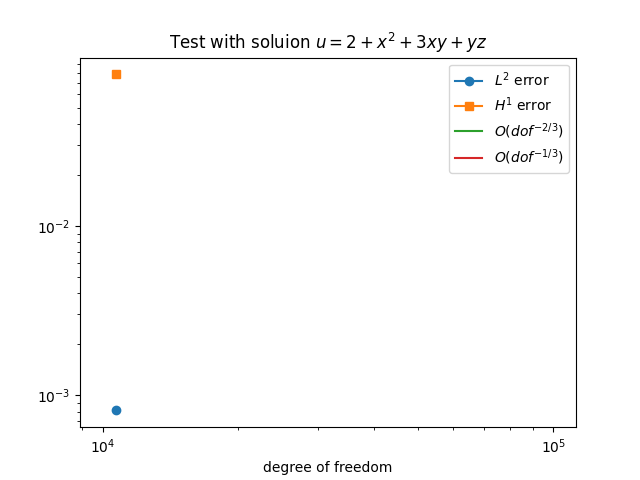 Test with soluion $u = 2 + x^2 + 3xy + yz$
$L^2$ error
$H^1$ error
$O(dof^{-2/3})$
$O(dof^{-1/3})$
$10^{-2}$
$10^{-3}$
$10^4$
$10^5$
degree of freedom